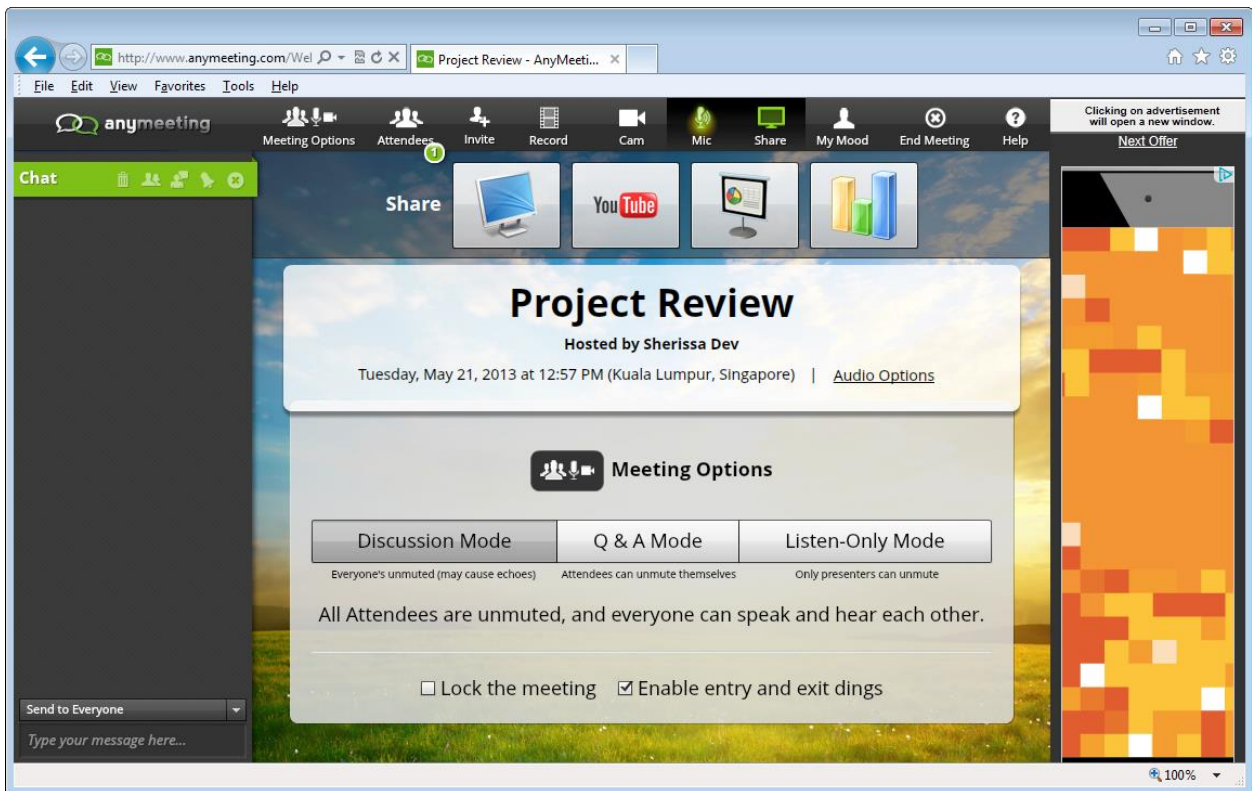 http://www.anymeeting.com/Wel
Project Review - AnyMeeti...
File Edit View Favorites Tools Help
anymeeting
Meeting Options Attendees Invite Record Cam Mic Share My Mood End Meeting Help
1
Clicking on advertisement
will open a new window.
Next Offer
Chat
Share
You Tube
Project Review
Hosted by Sherissa Dev
Tuesday, May 21, 2013 at 12:57 PM (Kuala Lumpur, Singapore) | Audio Options
Meeting Options
Discussion Mode Q & A Mode Listen-Only Mode
Everyone's unmuted (may cause echoes) Attendees can unmute themselves Only presenters can unmute
All Attendees are unmuted, and everyone can speak and hear each other.
Lock the meeting Enable entry and exit dings
Send to Everyone
Type your message here...
100%